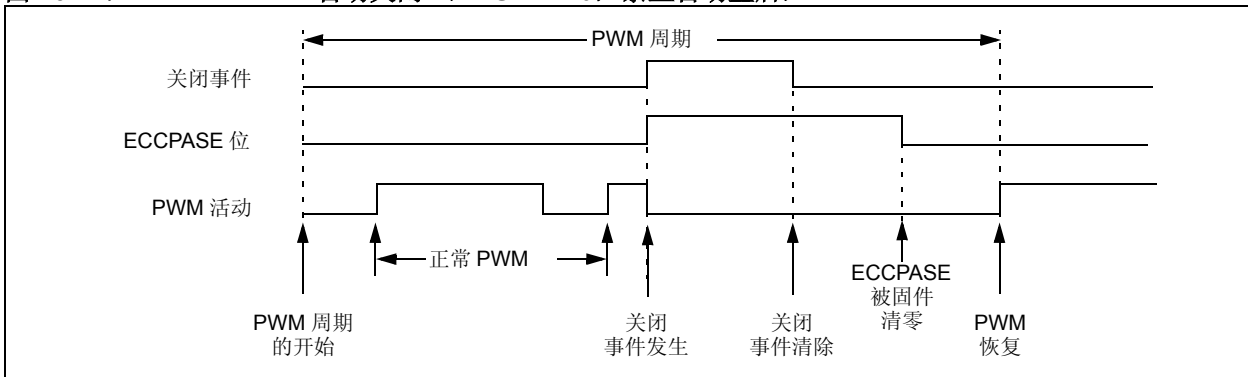 PWM 周期
关闭事件
ECCPASE 位
PWM 活动
正常 PWM
PWM 周期
的开始
关闭
事件发生
关闭
事件清除
ECCPASE
被固件
清零
PWM
恢复